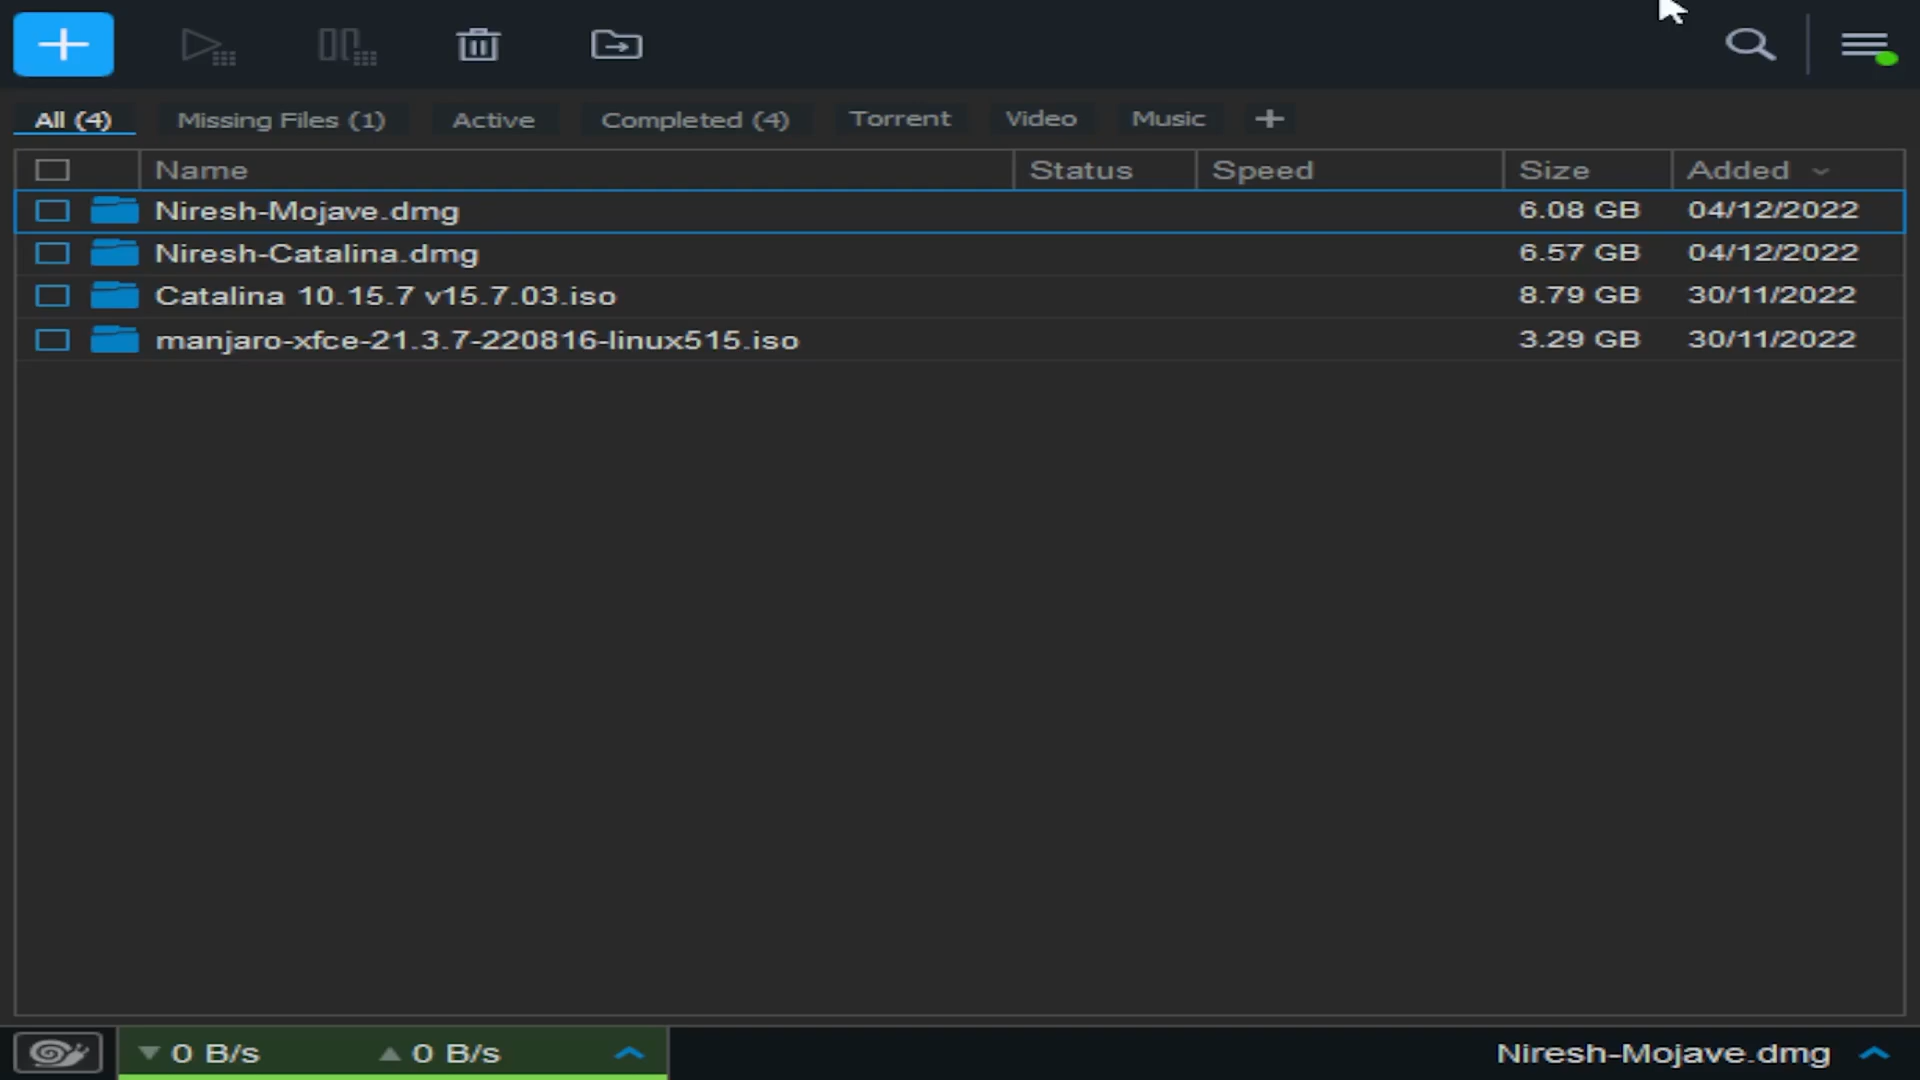 All (4) Missing Files (1) Active Completed (4) Torrent Video Music +
Name Status Speed Size Added
Niresh-Mojave.dmg 6.08 GB 04/12/2022
Niresh-Catalina.dmg 6.57 GB 04/12/2022
Catalina 10.15.7 v15.7.03.iso 8.79 GB 30/11/2022
manjaro-xfce-21.3.7-220816-linux515.iso 3.29 GB 30/11/2022
0 B/s 0 B/s Niresh-Mojave.dmg